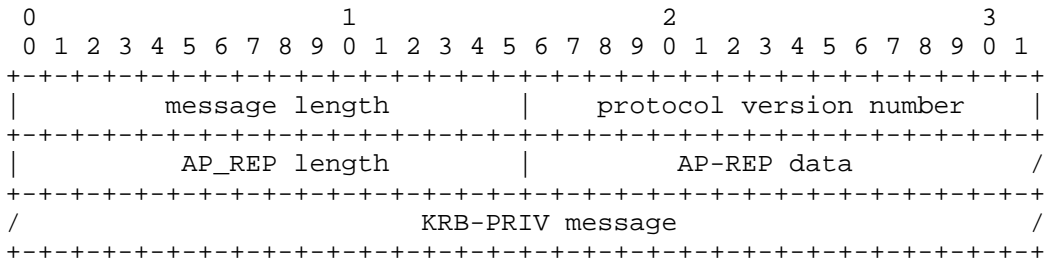 0                   1                   2                   3
 0 1 2 3 4 5 6 7 8 9 0 1 2 3 4 5 6 7 8 9 0 1 2 3 4 5 6 7 8 9 0 1
+-+-+-+-+-+-+-+-+-+-+-+-+-+-+-+-+-+-+-+-+-+-+-+-+-+-+-+-+-+-+-+-+
|         message length        |    protocol version number    |
+-+-+-+-+-+-+-+-+-+-+-+-+-+-+-+-+-+-+-+-+-+-+-+-+-+-+-+-+-+-+-+-+
|          AP_REP length        |         AP-REP data           /
+-+-+-+-+-+-+-+-+-+-+-+-+-+-+-+-+-+-+-+-+-+-+-+-+-+-+-+-+-+-+-+-+
/                         KRB-PRIV message                      /
+-+-+-+-+-+-+-+-+-+-+-+-+-+-+-+-+-+-+-+-+-+-+-+-+-+-+-+-+-+-+-+-+